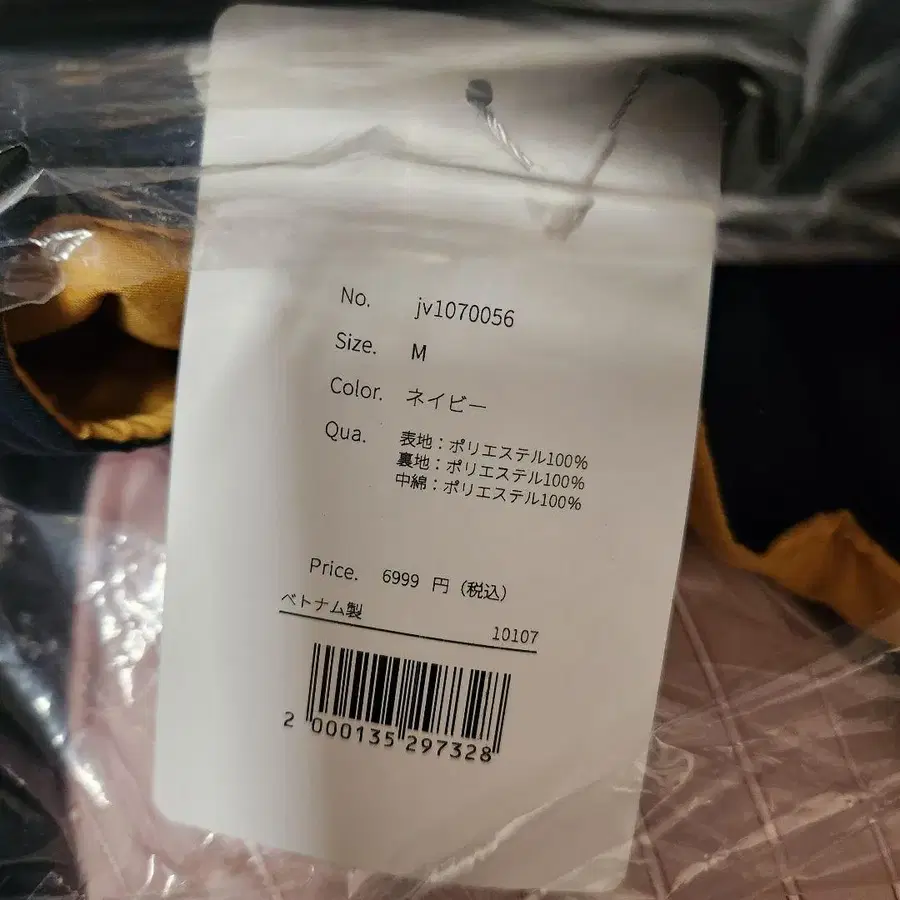 No. jv1070056
Size. M
Color. ネイビー
Qua. 表地：ポリエステル100%
裏地：ポリエステル100%
中綿：ポリエステル100%
Price. 6999 円（税込）
ベトナム製 10107
2 000135 297328